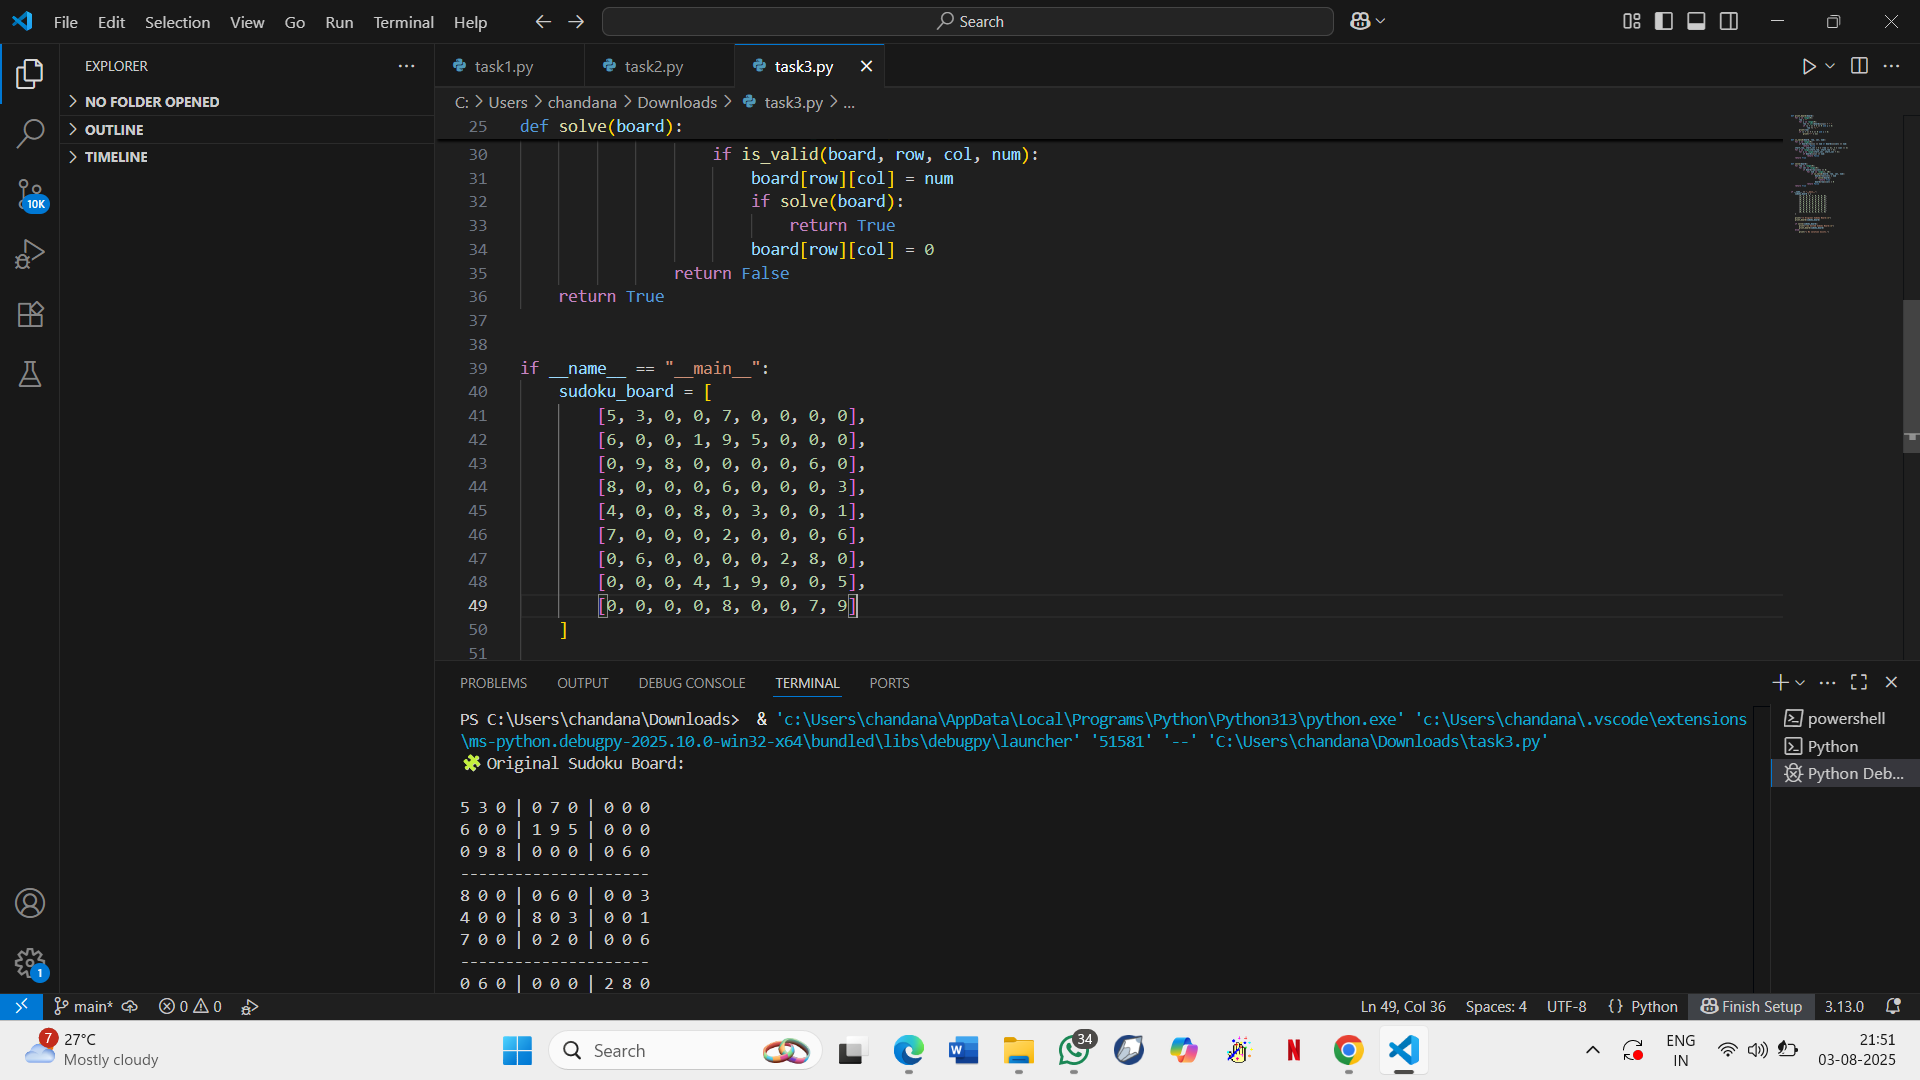 File Edit Selection View Go Run Terminal Help
Search
EXPLORER
NO FOLDER OPENED
OUTLINE
TIMELINE
10K
1
task1.py task2.py task3.py
C: > Users > chandana > Downloads > task3.py > ...
25 def solve(board):
30 if is_valid(board, row, col, num):
31 board[row][col] = num
32 if solve(board):
33 return True
34 board[row][col] = 0
35 return False
36 return True
37
38
39 if __name__ == "__main__":
40 sudoku_board = [
41 [5, 3, 0, 0, 7, 0, 0, 0, 0],
42 [6, 0, 0, 1, 9, 5, 0, 0, 0],
43 [0, 9, 8, 0, 0, 0, 0, 6, 0],
44 [8, 0, 0, 0, 6, 0, 0, 0, 3],
45 [4, 0, 0, 8, 0, 3, 0, 0, 1],
46 [7, 0, 0, 0, 2, 0, 0, 0, 6],
47 [0, 6, 0, 0, 0, 0, 2, 8, 0],
48 [0, 0, 0, 4, 1, 9, 0, 0, 5],
49 [0, 0, 0, 0, 8, 0, 0, 7, 9]
50 ]
51
PROBLEMS OUTPUT DEBUG CONSOLE TERMINAL PORTS
PS C:\Users\chandana\Downloads> & 'c:\Users\chandana\AppData\Local\Programs\Python\Python313\python.exe' 'c:\Users\chandana\.vscode\extensions
\ms-python.debugpy-2025.10.0-win32-x64\bundled\libs\debugpy\launcher' '51581' '--' 'C:\Users\chandana\Downloads\task3.py'
🧩 Original Sudoku Board:
5 3 0 | 0 7 0 | 0 0 0
6 0 0 | 1 9 5 | 0 0 0
0 9 8 | 0 0 0 | 0 6 0
---------------------
8 0 0 | 0 6 0 | 0 0 3
4 0 0 | 8 0 3 | 0 0 1
7 0 0 | 0 2 0 | 0 0 6
---------------------
0 6 0 | 0 0 0 | 2 8 0
powershell
Python
Python Deb...
main* 0 0
Ln 49, Col 36 Spaces: 4 UTF-8 {} Python Finish Setup 3.13.0
7
27°C
Mostly cloudy
Search
34
N
ENG
IN
21:51
03-08-2025